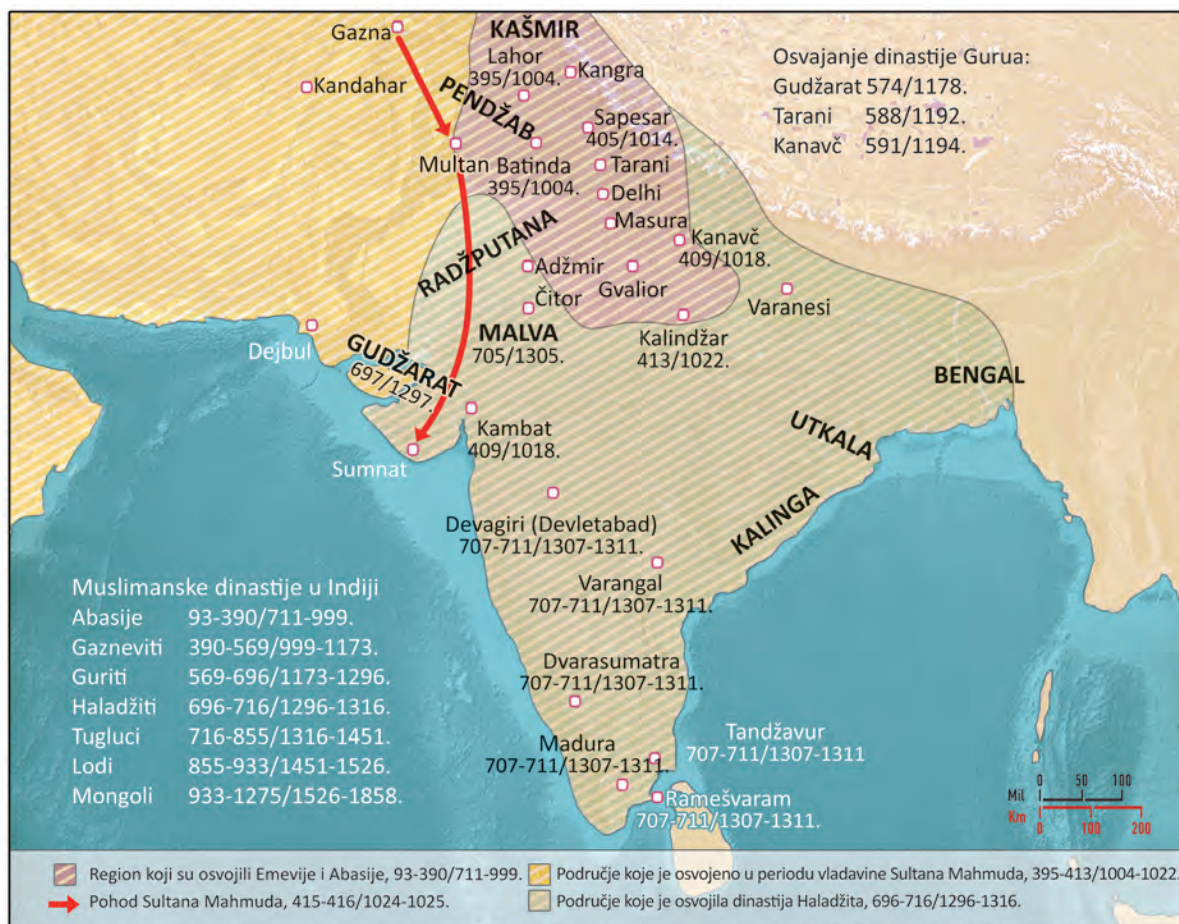 Gazna
Kandahar
KAŠMIR
Lahor
395/1004.
Kangra
PENDŽAB
Sapesar
405/1014.
Multan
Batinda
395/1004.
Tarani
Delhi
Masura
Kanavč
409/1018.
RADŽPUTANA
Adžmir
Gvalior
Čitor
Varanesi
MALVA
705/1305.
Kalindžar
413/1022.
Dejbul
GUDŽARAT
697/1297.
BENGAL
Kambat
409/1018.
UTKALA
Sumnat
KALINGA
Devagiri (Devletabad)
707-711/1307-1311.
Varangal
707-711/1307-1311.
Dvarasumatra
707-711/1307-1311.
Madura
707-711/1307-1311.
Tandžavur
707-711/1307-1311
Ramešvaram
707-711/1307-1311.
Osvajanje dinastije Gurua:
Gudžarat 574/1178.
Tarani 588/1192.
Kanavč 591/1194.
Muslimanske dinastije u Indiji
Abasije 93-390/711-999.
Gazneviti 390-569/999-1173.
Guriti 569-696/1173-1296.
Haladžiti 696-716/1296-1316.
Tugluci 716-855/1316-1451.
Lodi 855-933/1451-1526.
Mongoli 933-1275/1526-1858.
0 50 100
Mil
Km
0 100 200
Region koji su osvojili Emevije i Abasije, 93-390/711-999.
Područje koje je osvojeno u periodu vladavine Sultana Mahmuda, 395-413/1004-1022.
Pohod Sultana Mahmuda, 415-416/1024-1025.
Područje koje je osvojila dinastija Haladžita, 696-716/1296-1316.